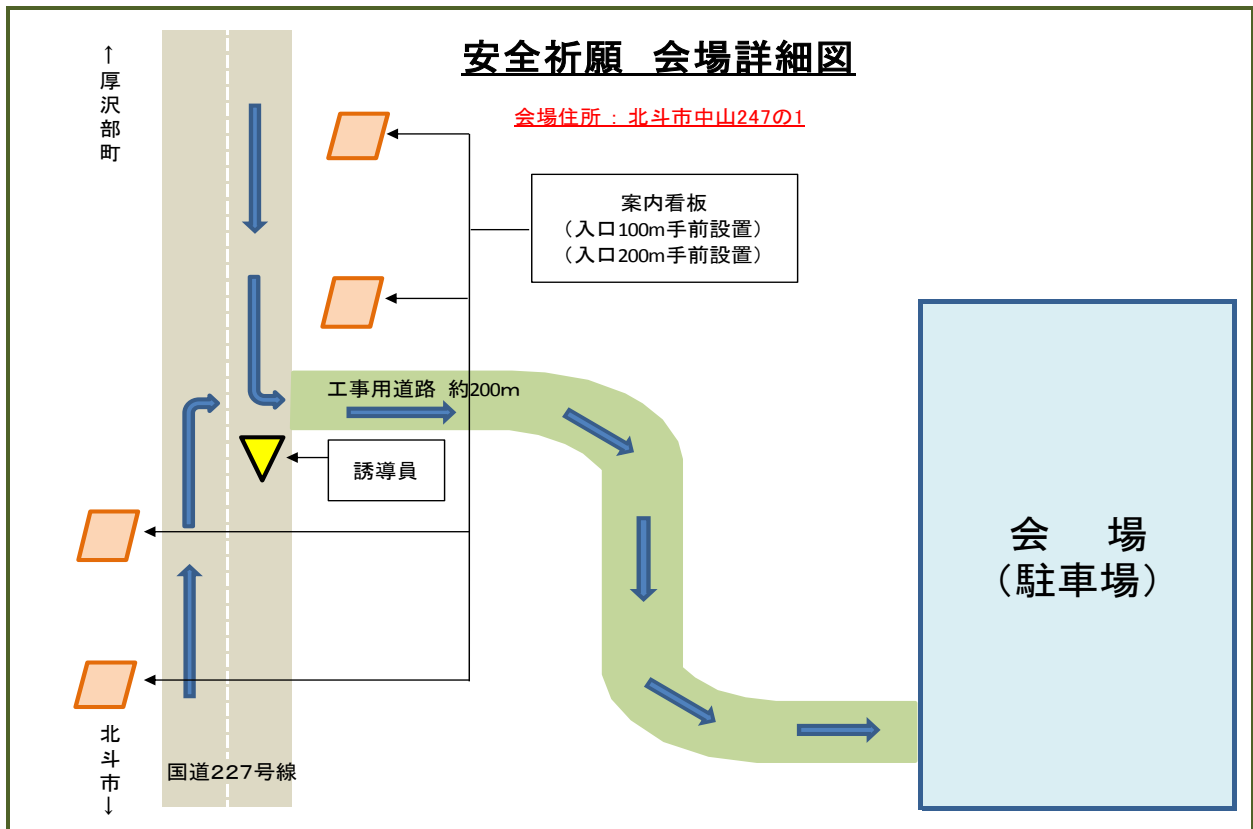 安全祈願 会場詳細図
会場住所 : 北斗市中山247の1
↑厚沢部町
案内看板
（入口100m手前設置）
（入口200m手前設置）
工事用道路 約200m
誘導員
会 場
（駐車場）
北斗市↓
国道227号線